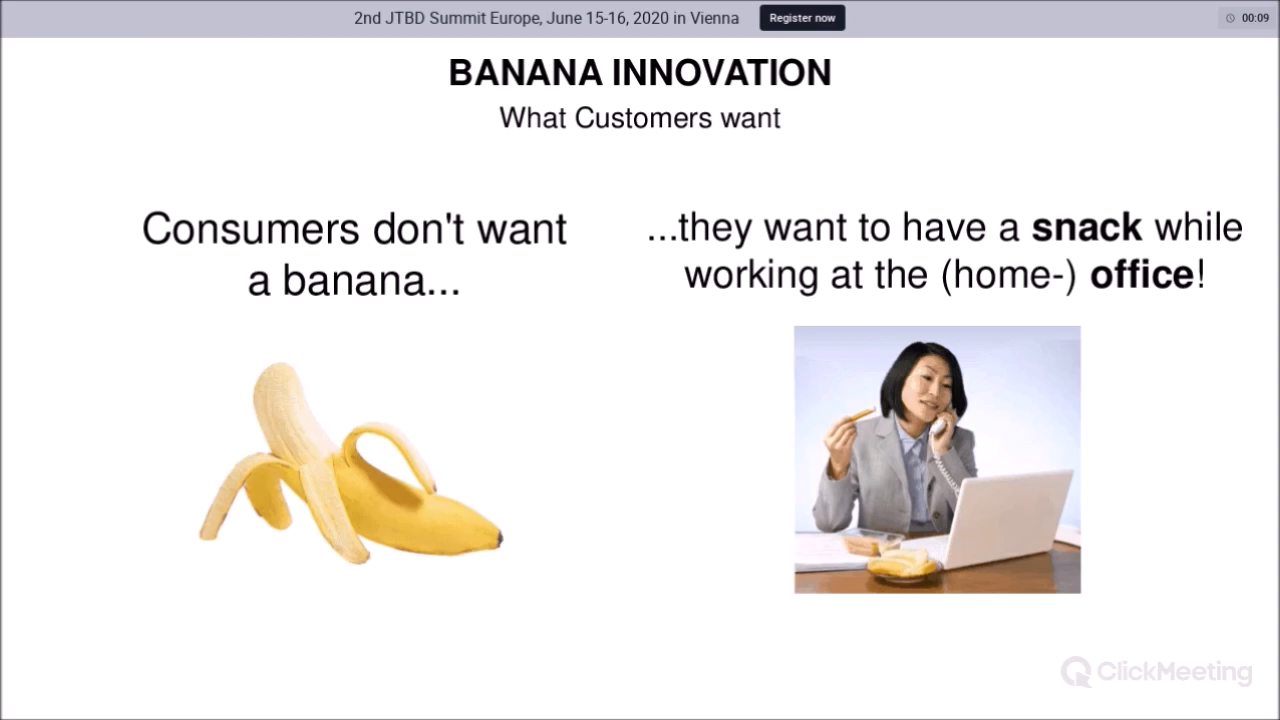 2nd JTBD Summit Europe, June 15-16, 2020 in Vienna
Register now
00:09
BANANA INNOVATION
What Customers want
Consumers don't want
a banana...
...they want to have a snack while
working at the (home-) office!
ClickMeeting